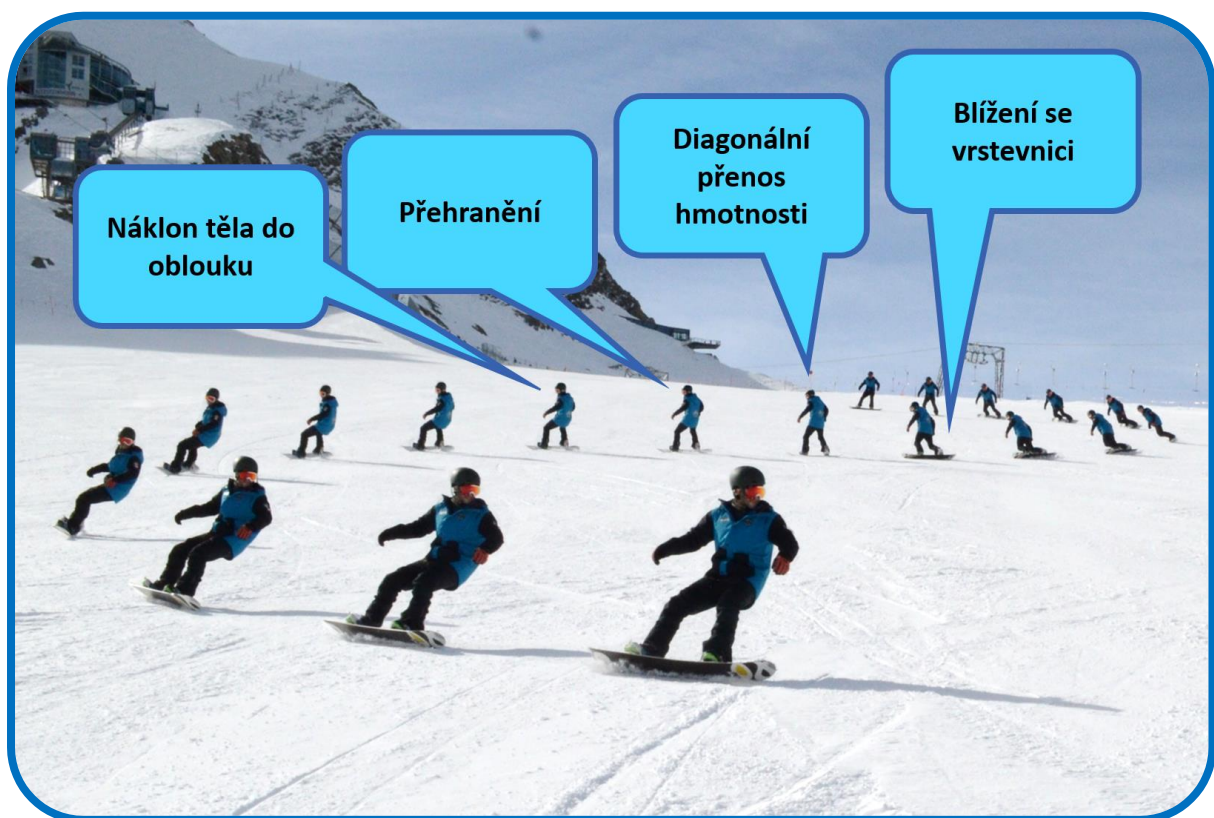 Náklon těla do
oblouku
Přehranění
Diagonální
přenos
hmotnosti
Blížení se
vrstevnici